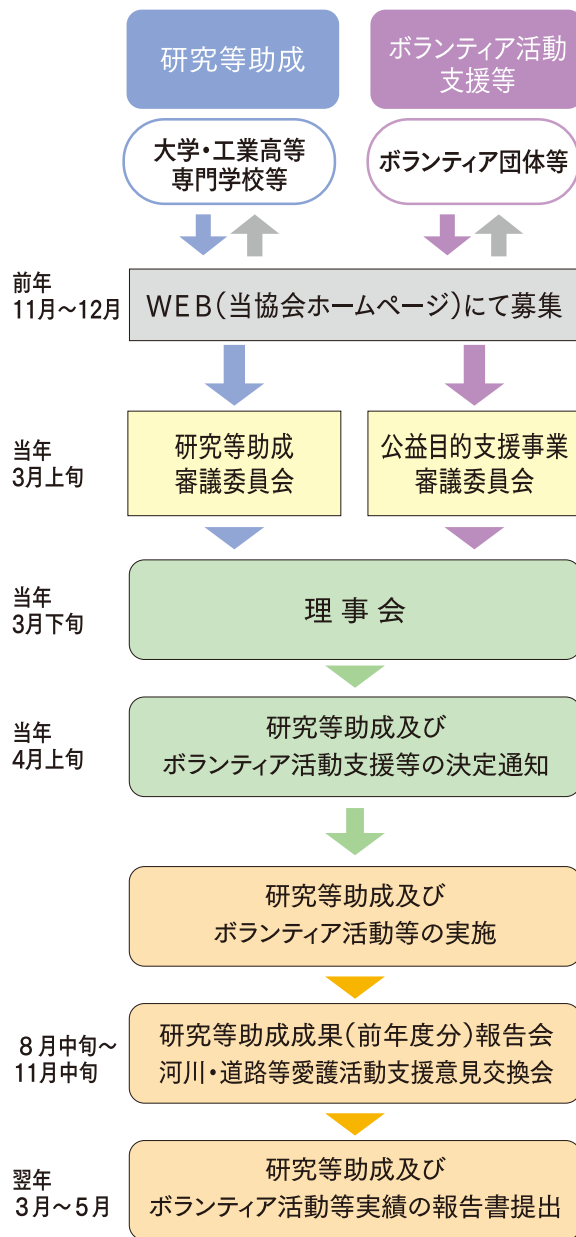 研究等助成
ボランティア活動
支援等
大学・工業高等
専門学校等
ボランティア団体等
前年
11月～12月
WEB（当協会ホームページ）にて募集
当年
3月上旬
研究等助成
審議委員会
公益目的支援事業
審議委員会
当年
3月下旬
理事会
当年
4月上旬
研究等助成及び
ボランティア活動支援等の決定通知
研究等助成及び
ボランティア活動等の実施
8月中旬～
11月中旬
研究等助成成果（前年度分）報告会
河川・道路等愛護活動支援意見交換会
翌年
3月～5月
研究等助成及び
ボランティア活動等実績の報告書提出